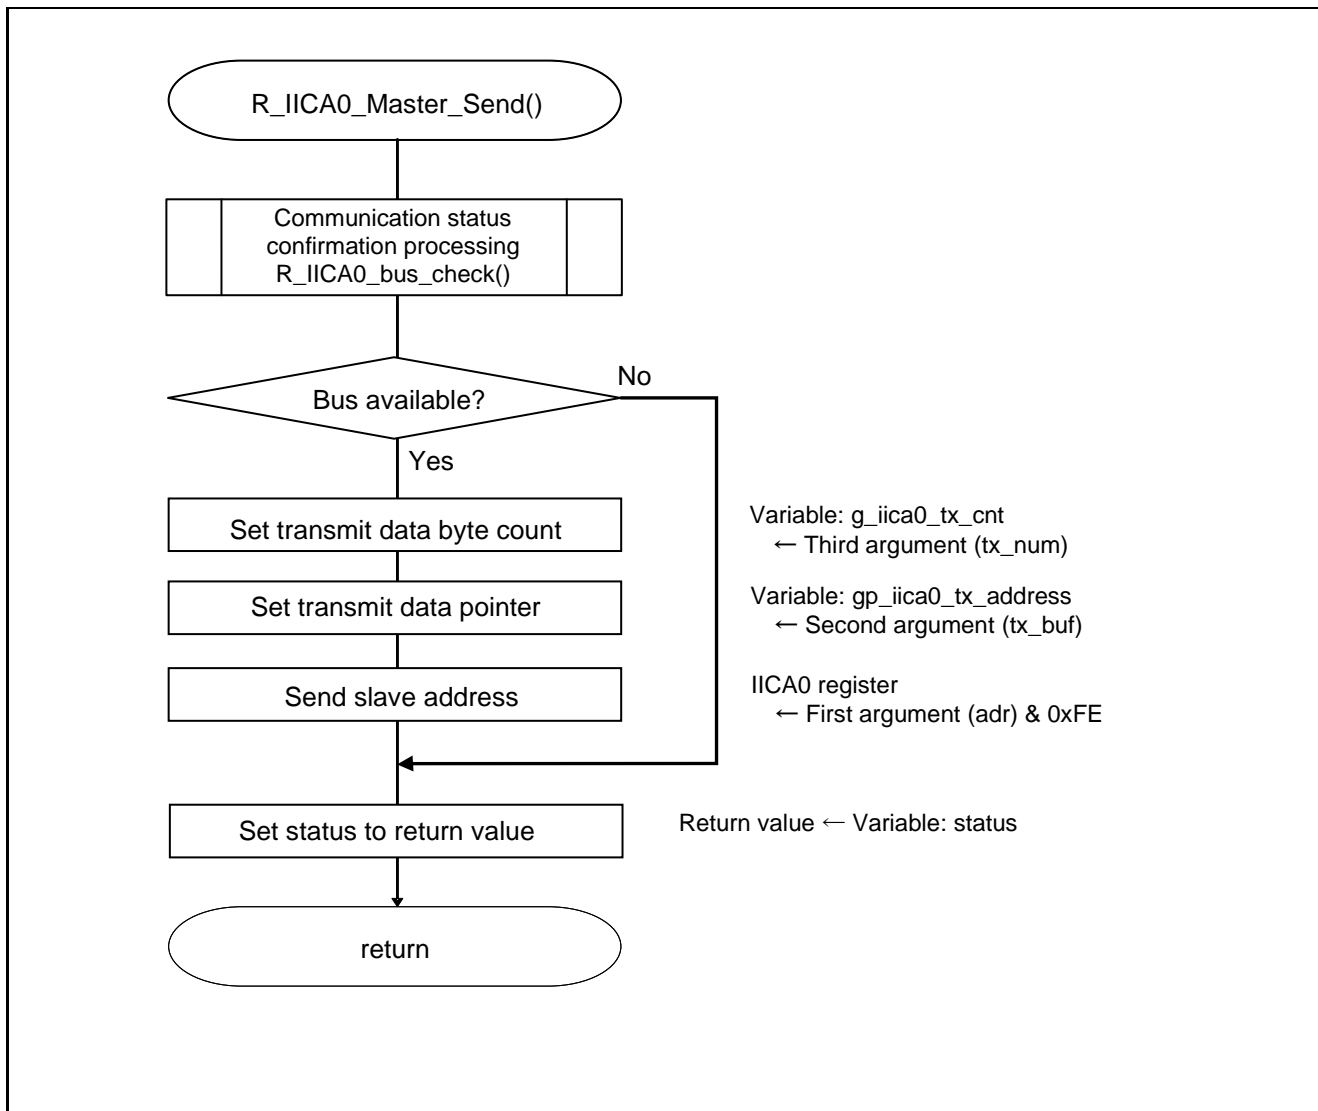 R_IICA0_Master_Send()
Communication status
confirmation processing
R_IICA0_bus_check()
Bus available?
No
Yes
Set transmit data byte count
Variable: g_iica0_tx_cnt
← Third argument (tx_num)
Set transmit data pointer
Variable: gp_iica0_tx_address
← Second argument (tx_buf)
Send slave address
IICA0 register
← First argument (adr) & 0xFE
Set status to return value
Return value ← Variable: status
return